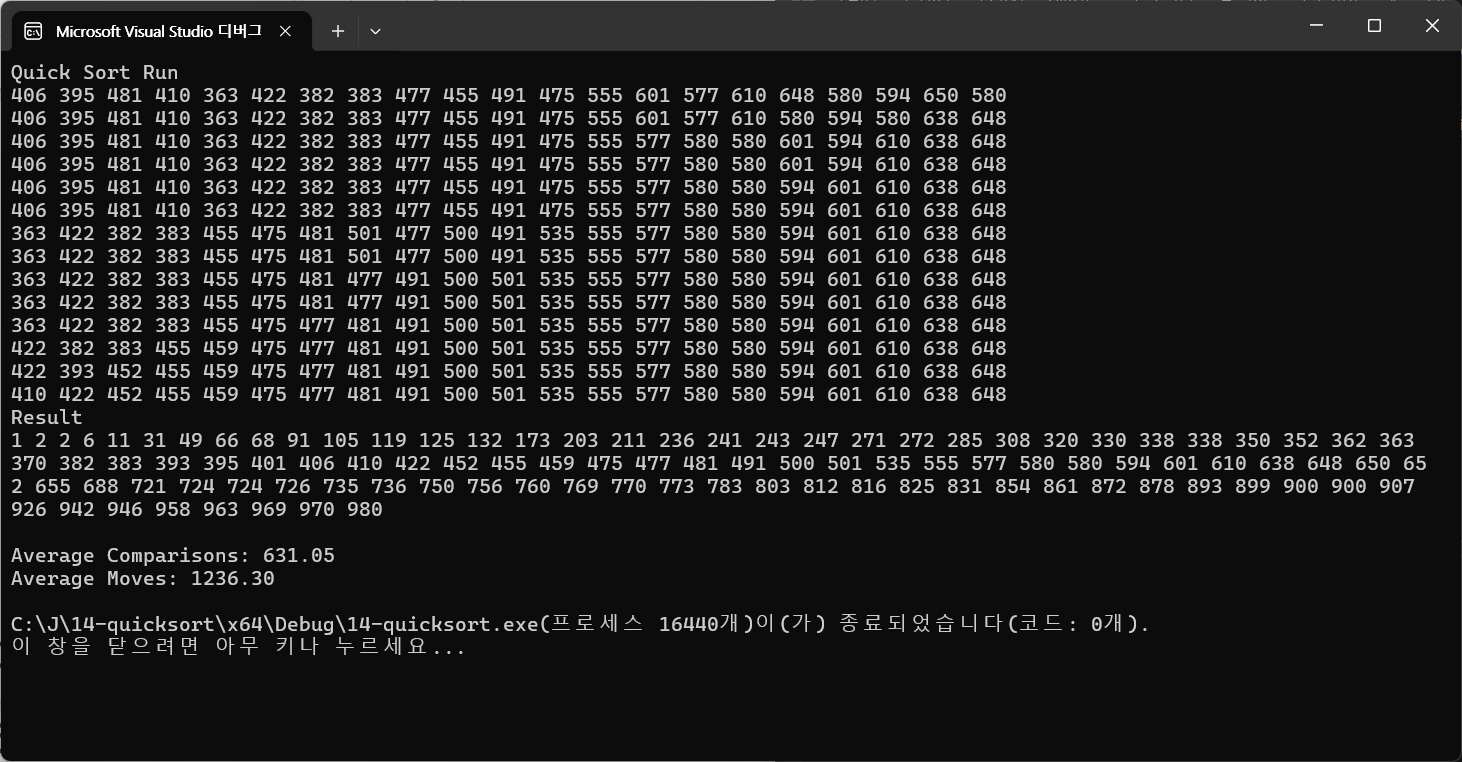 Microsoft Visual Studio 디버그
Quick Sort Run
406 395 481 410 363 422 382 383 477 455 491 475 555 601 577 610 648 580 594 650 580
406 395 481 410 363 422 382 383 477 455 491 475 555 601 577 610 580 594 580 638 648
406 395 481 410 363 422 382 383 477 455 491 475 555 577 580 580 601 594 610 638 648
406 395 481 410 363 422 382 383 477 455 491 475 555 577 580 580 601 594 610 638 648
406 395 481 410 363 422 382 383 477 455 491 475 555 577 580 580 594 601 610 638 648
406 395 481 410 363 422 382 383 477 455 491 475 555 577 580 580 594 601 610 638 648
363 422 382 383 455 475 481 501 477 500 491 535 555 577 580 580 594 601 610 638 648
363 422 382 383 455 475 481 501 477 500 491 535 555 577 580 580 594 601 610 638 648
363 422 382 383 455 475 481 477 491 500 501 535 555 577 580 580 594 601 610 638 648
363 422 382 383 455 475 481 477 491 500 501 535 555 577 580 580 594 601 610 638 648
363 422 382 383 455 475 477 481 491 500 501 535 555 577 580 580 594 601 610 638 648
422 382 383 455 459 475 477 481 491 500 501 535 555 577 580 580 594 601 610 638 648
422 393 452 455 459 475 477 481 491 500 501 535 555 577 580 580 594 601 610 638 648
410 422 452 455 459 475 477 481 491 500 501 535 555 577 580 580 594 601 610 638 648
Result
1 2 2 6 11 31 49 66 68 91 105 119 125 132 173 203 211 236 241 243 247 271 272 285 308 320 330 338 338 350 352 362 363
370 382 383 393 395 401 406 410 422 452 455 459 475 477 481 491 500 501 535 555 577 580 580 594 601 610 638 648 650 65
2 655 688 721 724 724 726 735 736 750 756 760 769 770 773 783 803 812 816 825 831 854 861 872 878 893 899 900 900 907
926 942 946 958 963 969 970 980
Average Comparisons: 631.05
Average Moves: 1236.30
C:\J\14-quicksort\x64\Debug\14-quicksort.exe(프로세스 16440개)이(가) 종료되었습니다(코드: 0개).
이 창을 닫으려면 아무 키나 누르세요...